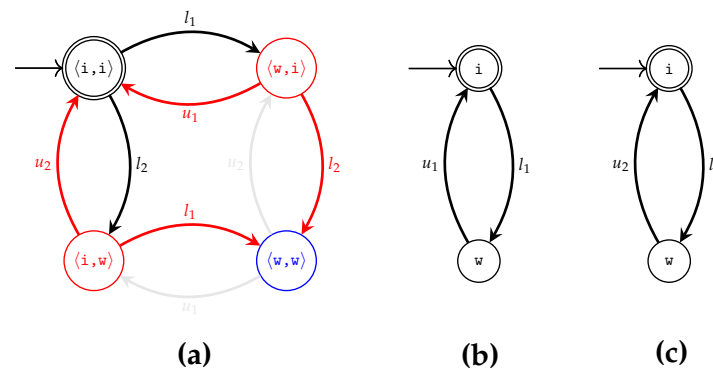 l₁
⟨i,i⟩
⟨w,i⟩
u₁
u₂
l₂
u₂
l₂
l₁
⟨i,w⟩
⟨w,w⟩
u₁
(a)
i
u₁
l₁
w
(b)
i
u₂
l
w
(c)